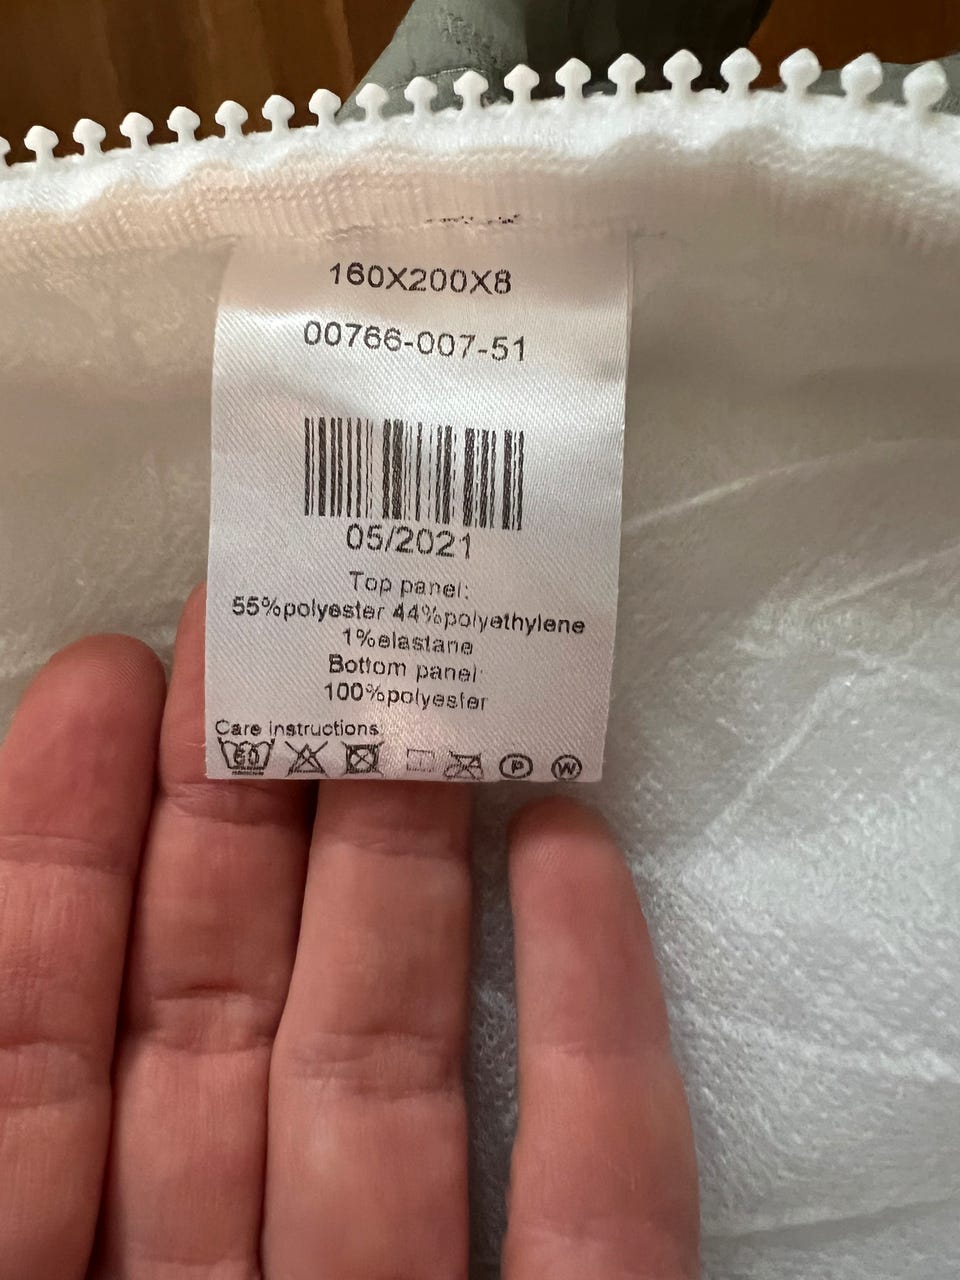 160X200X8
00766-007-51
05/2021
Top panel:
55%polyester 44%polyethylene
1%elastane
Bottom panel:
100%polyester
Care instructions:
60
P
W